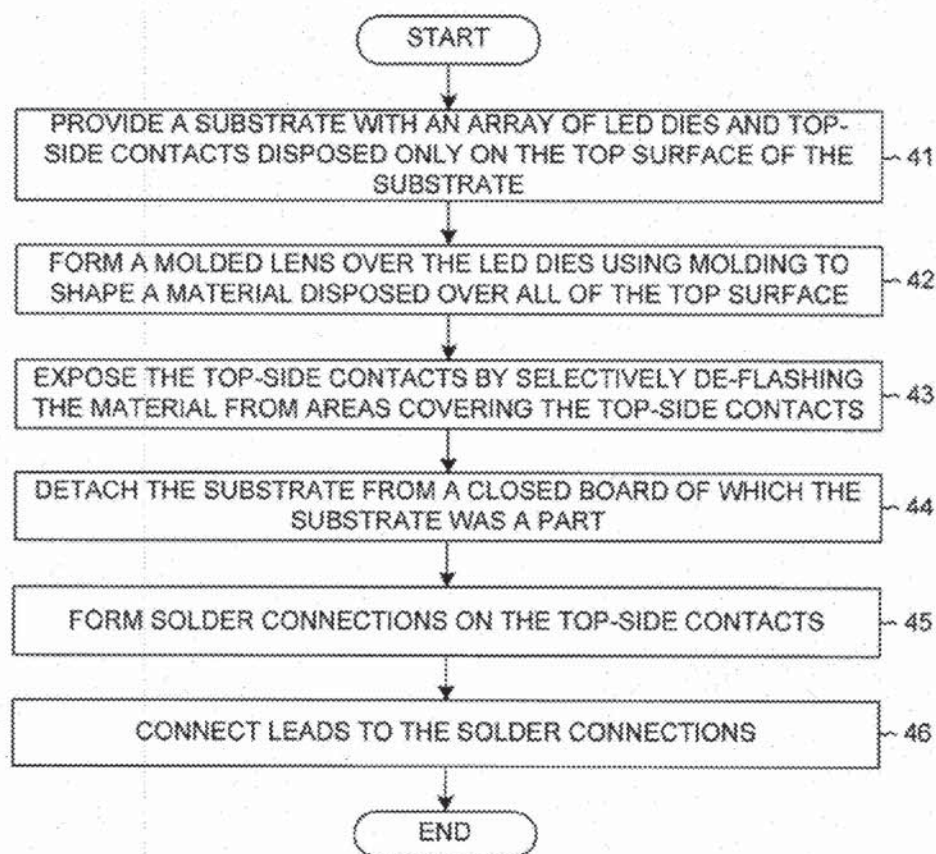 START
PROVIDE A SUBSTRATE WITH AN ARRAY OF LED DIES AND TOP-
SIDE CONTACTS DISPOSED ONLY ON THE TOP SURFACE OF THE
SUBSTRATE
41
FORM A MOLDED LENS OVER THE LED DIES USING MOLDING TO
SHAPE A MATERIAL DISPOSED OVER ALL OF THE TOP SURFACE
42
EXPOSE THE TOP-SIDE CONTACTS BY SELECTIVELY DE-FLASHING
THE MATERIAL FROM AREAS COVERING THE TOP-SIDE CONTACTS
43
DETACH THE SUBSTRATE FROM A CLOSED BOARD OF WHICH THE
SUBSTRATE WAS A PART
44
FORM SOLDER CONNECTIONS ON THE TOP-SIDE CONTACTS
45
CONNECT LEADS TO THE SOLDER CONNECTIONS
46
END